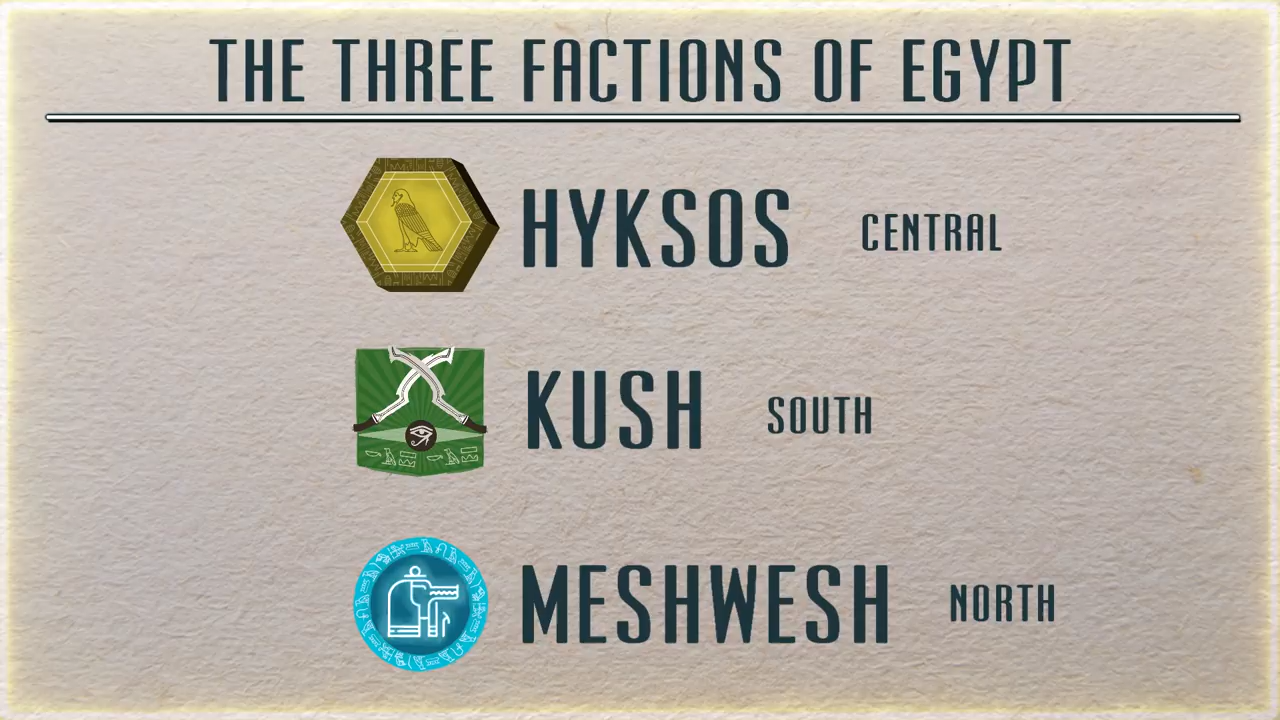 THE THREE FACTIONS OF EGYPT
HYKSOS CENTRAL
KUSH SOUTH
MESHWESH NORTH